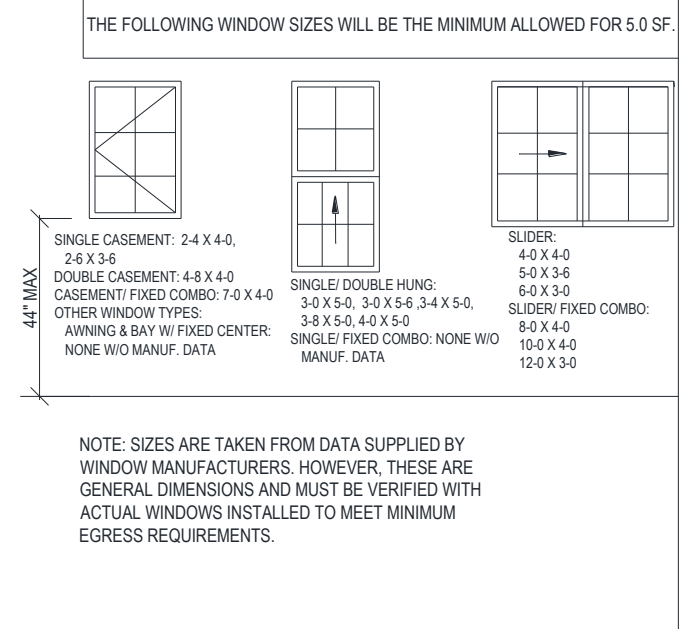 THE FOLLOWING WINDOW SIZES WILL BE THE MINIMUM ALLOWED FOR 5.0 SF.
44" MAX
SINGLE CASEMENT: 2-4 X 4-0,
2-6 X 3-6
DOUBLE CASEMENT: 4-8 X 4-0
CASEMENT/ FIXED COMBO: 7-0 X 4-0
OTHER WINDOW TYPES:
AWNING & BAY W/ FIXED CENTER:
NONE W/O MANUF. DATA
SINGLE/ DOUBLE HUNG:
3-0 X 5-0, 3-0 X 5-6 ,3-4 X 5-0,
3-8 X 5-0, 4-0 X 5-0
SINGLE/ FIXED COMBO: NONE W/O
MANUF. DATA
SLIDER:
4-0 X 4-0
5-0 X 3-6
6-0 X 3-0
SLIDER/ FIXED COMBO:
8-0 X 4-0
10-0 X 4-0
12-0 X 3-0
NOTE: SIZES ARE TAKEN FROM DATA SUPPLIED BY
WINDOW MANUFACTURERS. HOWEVER, THESE ARE
GENERAL DIMENSIONS AND MUST BE VERIFIED WITH
ACTUAL WINDOWS INSTALLED TO MEET MINIMUM
EGRESS REQUIREMENTS.